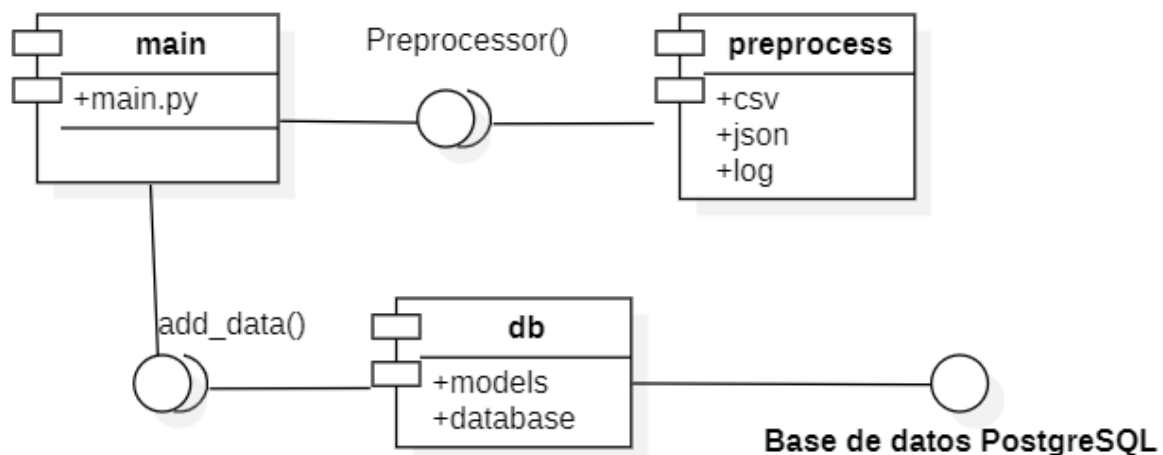 main
+main.py
Preprocessor()
preprocess
+csv
+json
+log
add_data()
db
+models
+database
Base de datos PostgreSQL